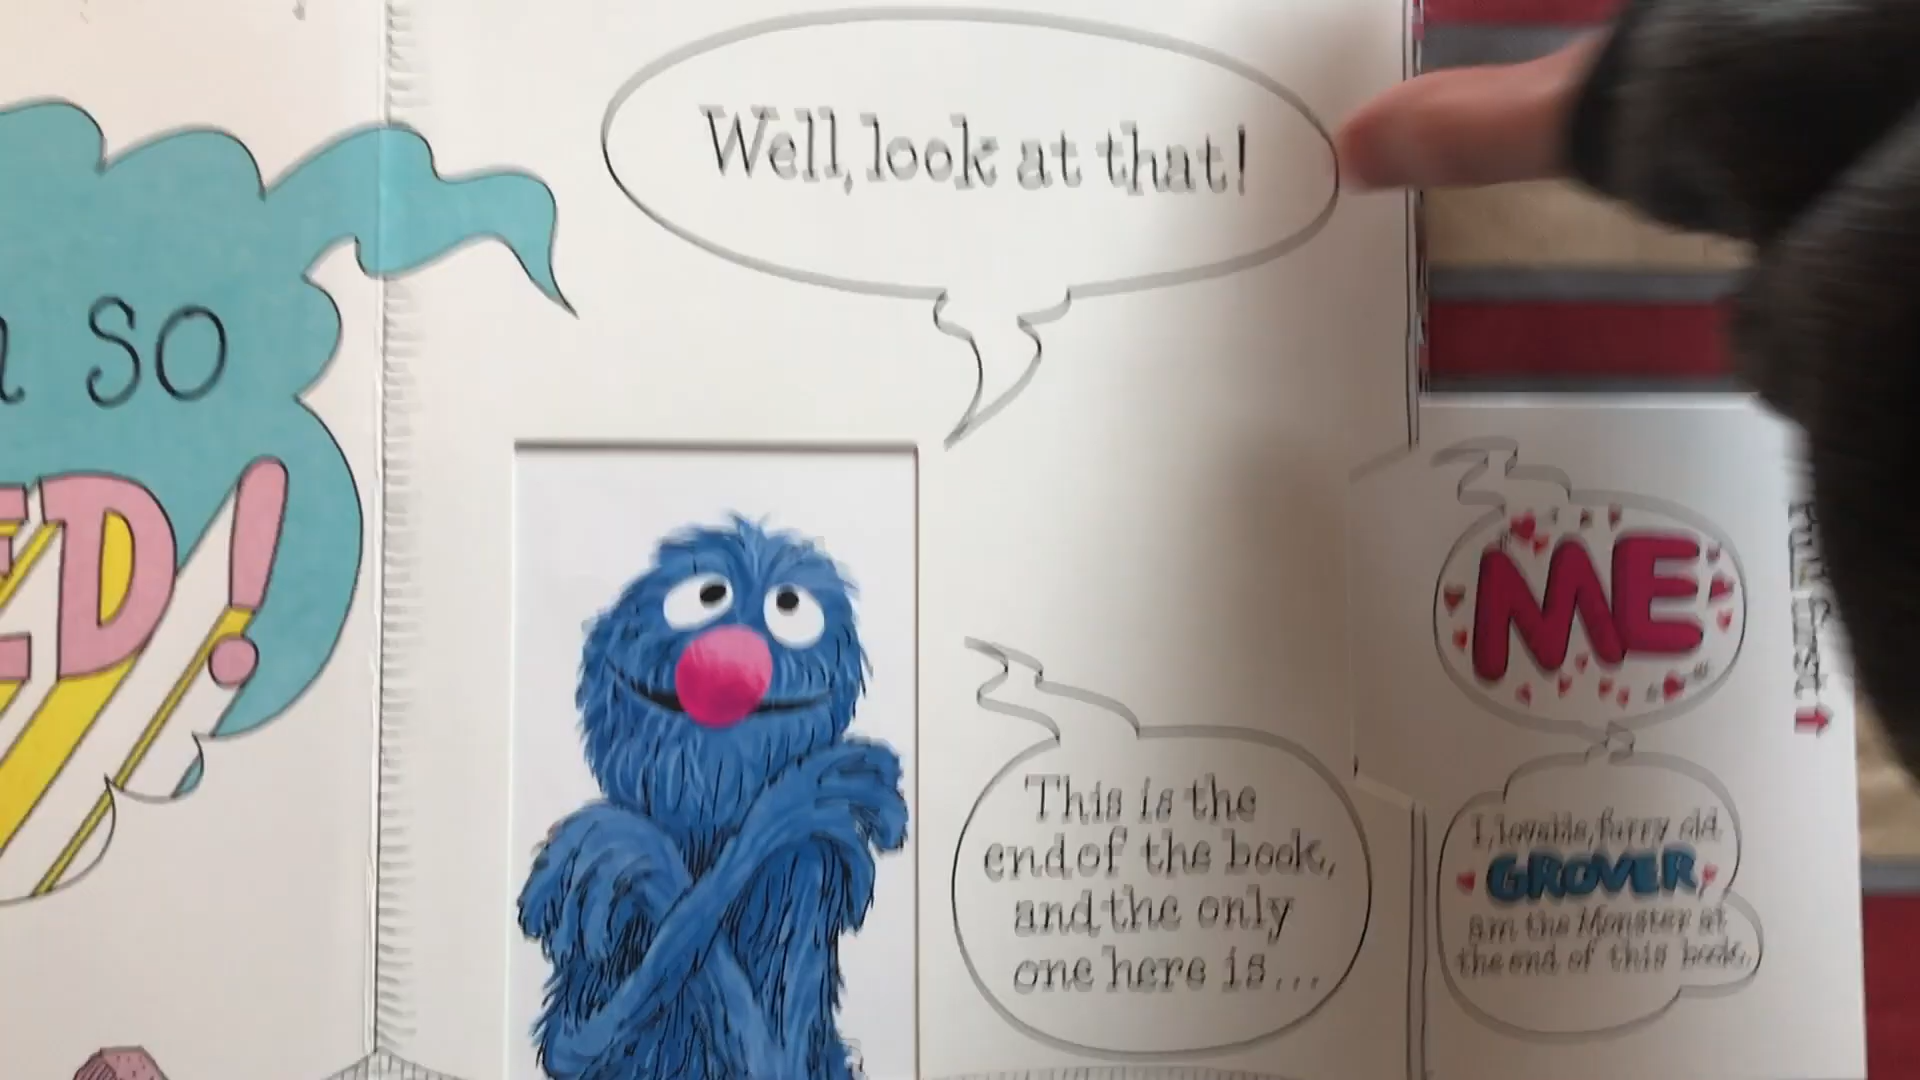 SO
ED!
Well, look at that!
This is the
end of the book,
and the only
one here is...
ME
I, lovable, furry old
GROVER,
am the Monster at
the end of this book.
First